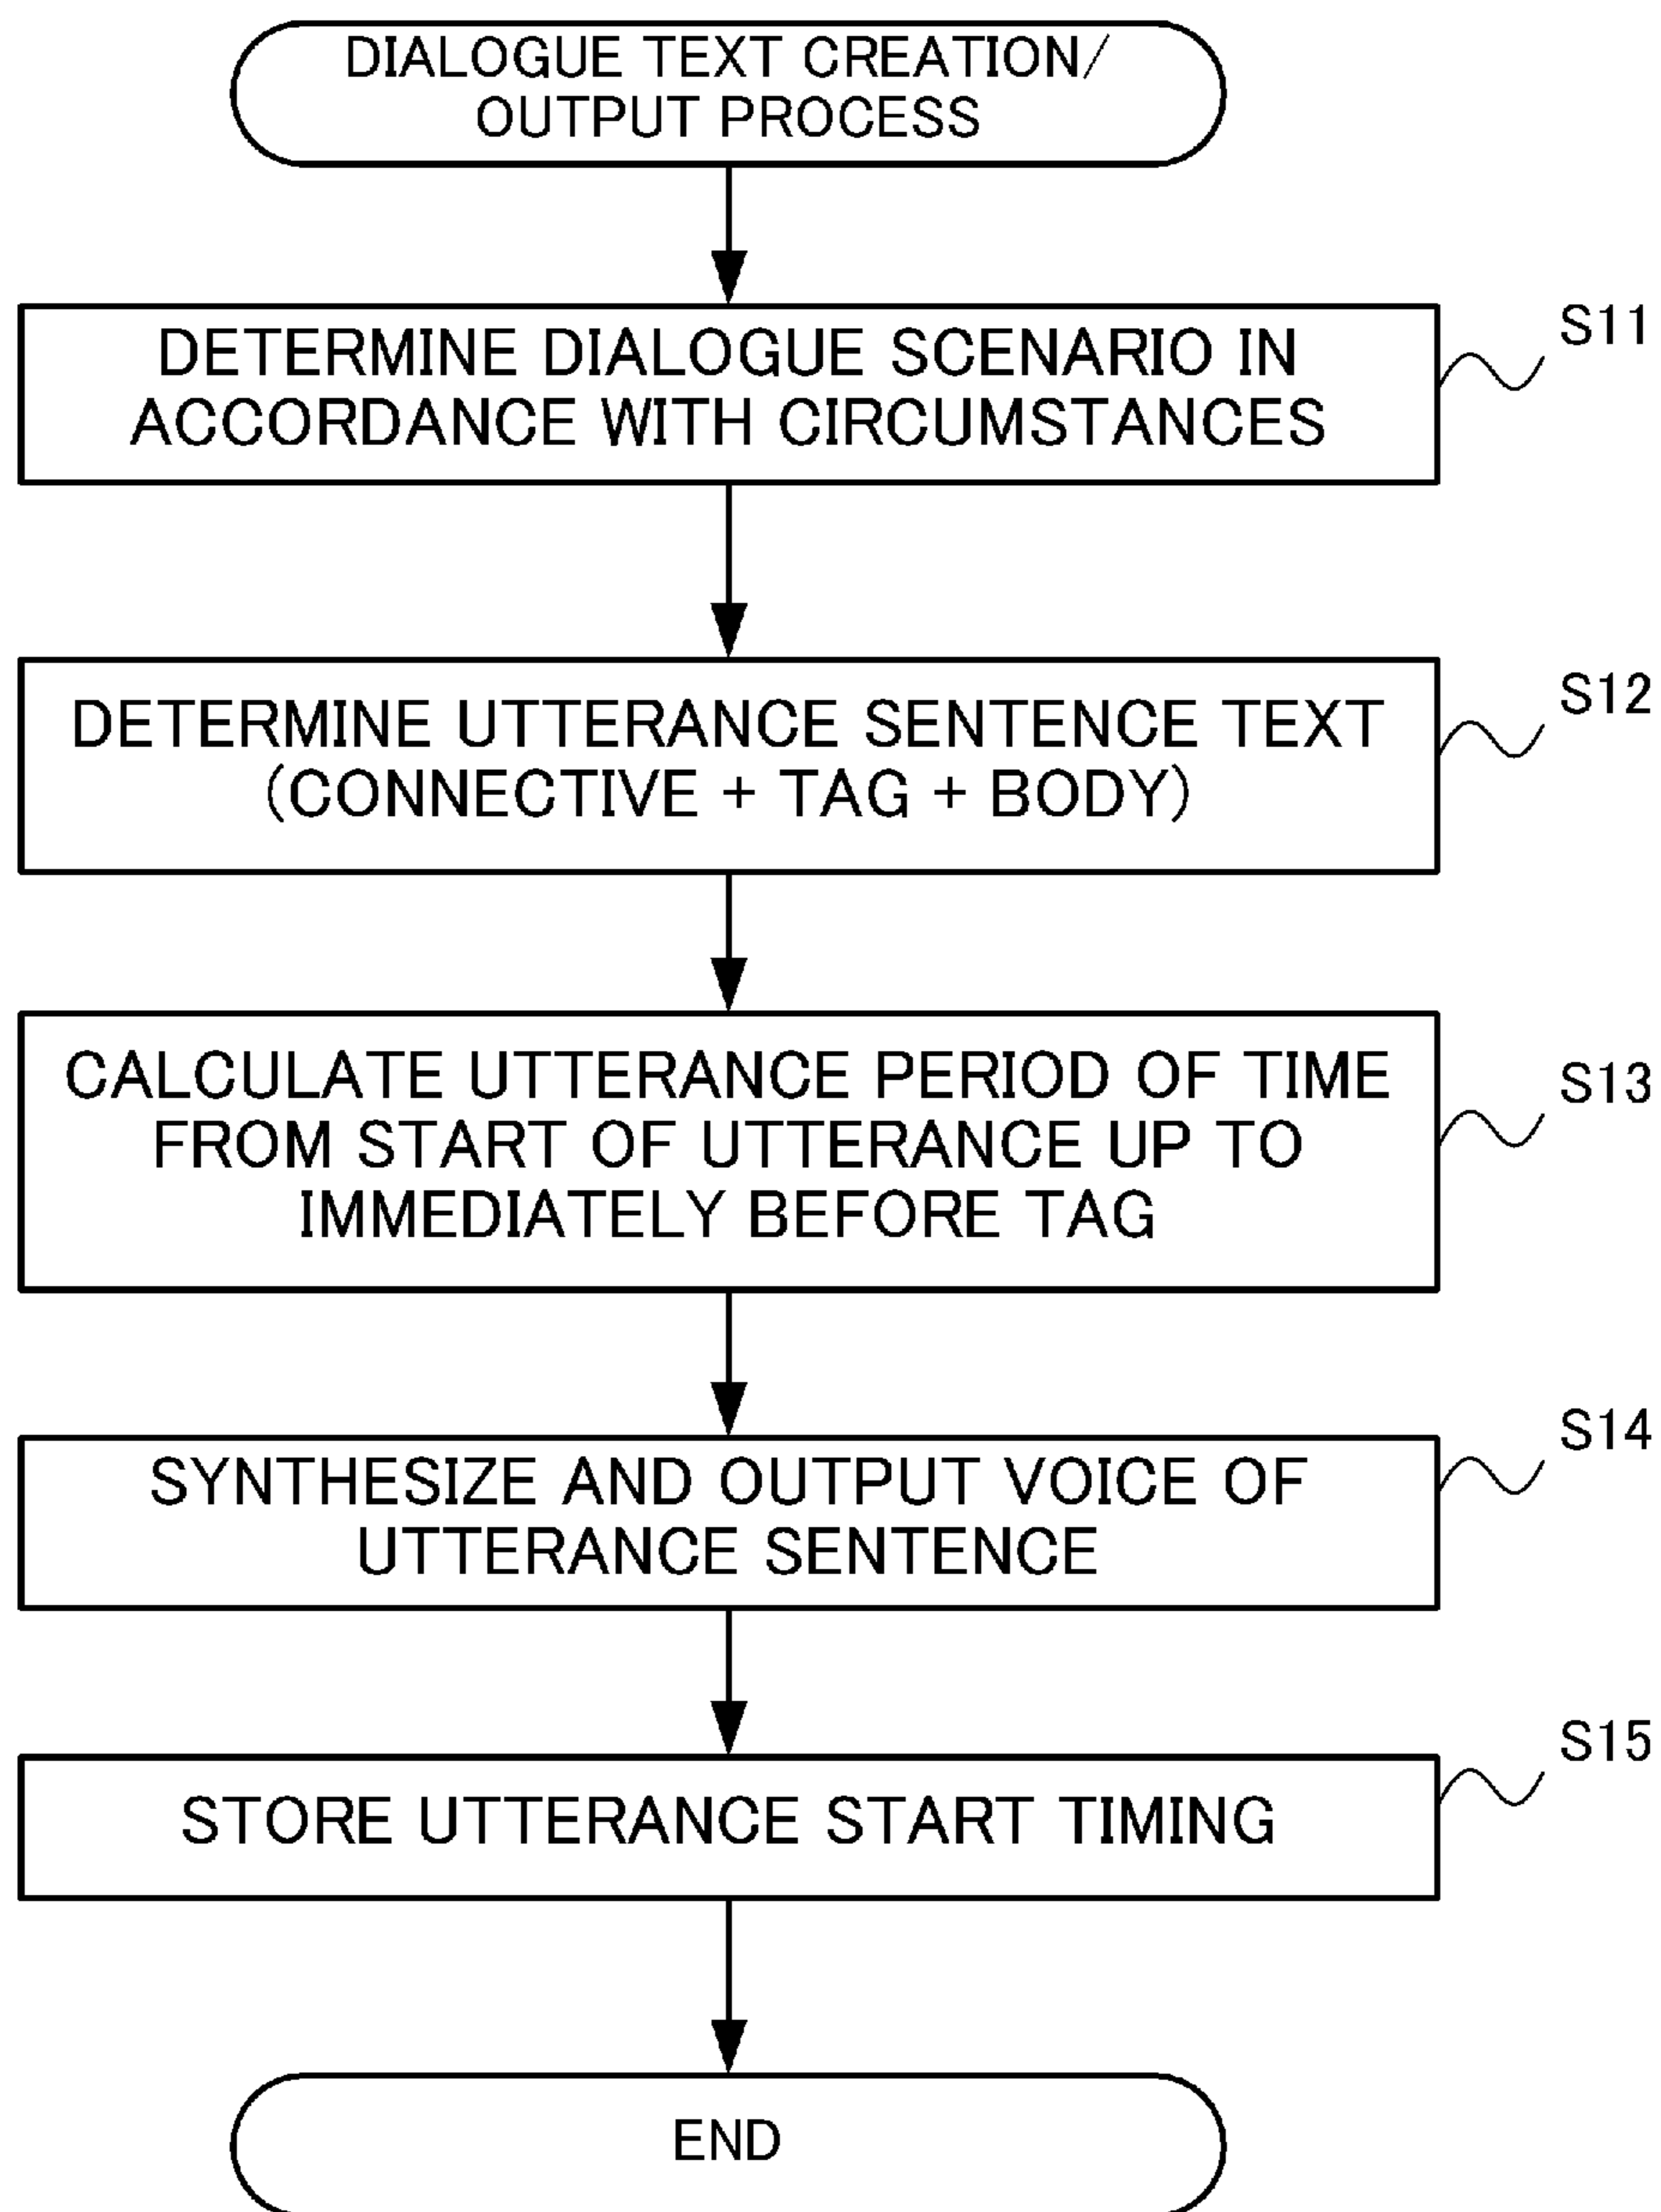 DIALOGUE TEXT CREATION/
OUTPUT PROCESS
S11
DETERMINE DIALOGUE SCENARIO IN
ACCORDANCE WITH CIRCUMSTANCES
S12
DETERMINE UTTERANCE SENTENCE TEXT
(CONNECTIVE + TAG + BODY)
S13
CALCULATE UTTERANCE PERIOD OF TIME
FROM START OF UTTERANCE UP TO
IMMEDIATELY BEFORE TAG
S14
SYNTHESIZE AND OUTPUT VOICE OF
UTTERANCE SENTENCE
S15
STORE UTTERANCE START TIMING
END